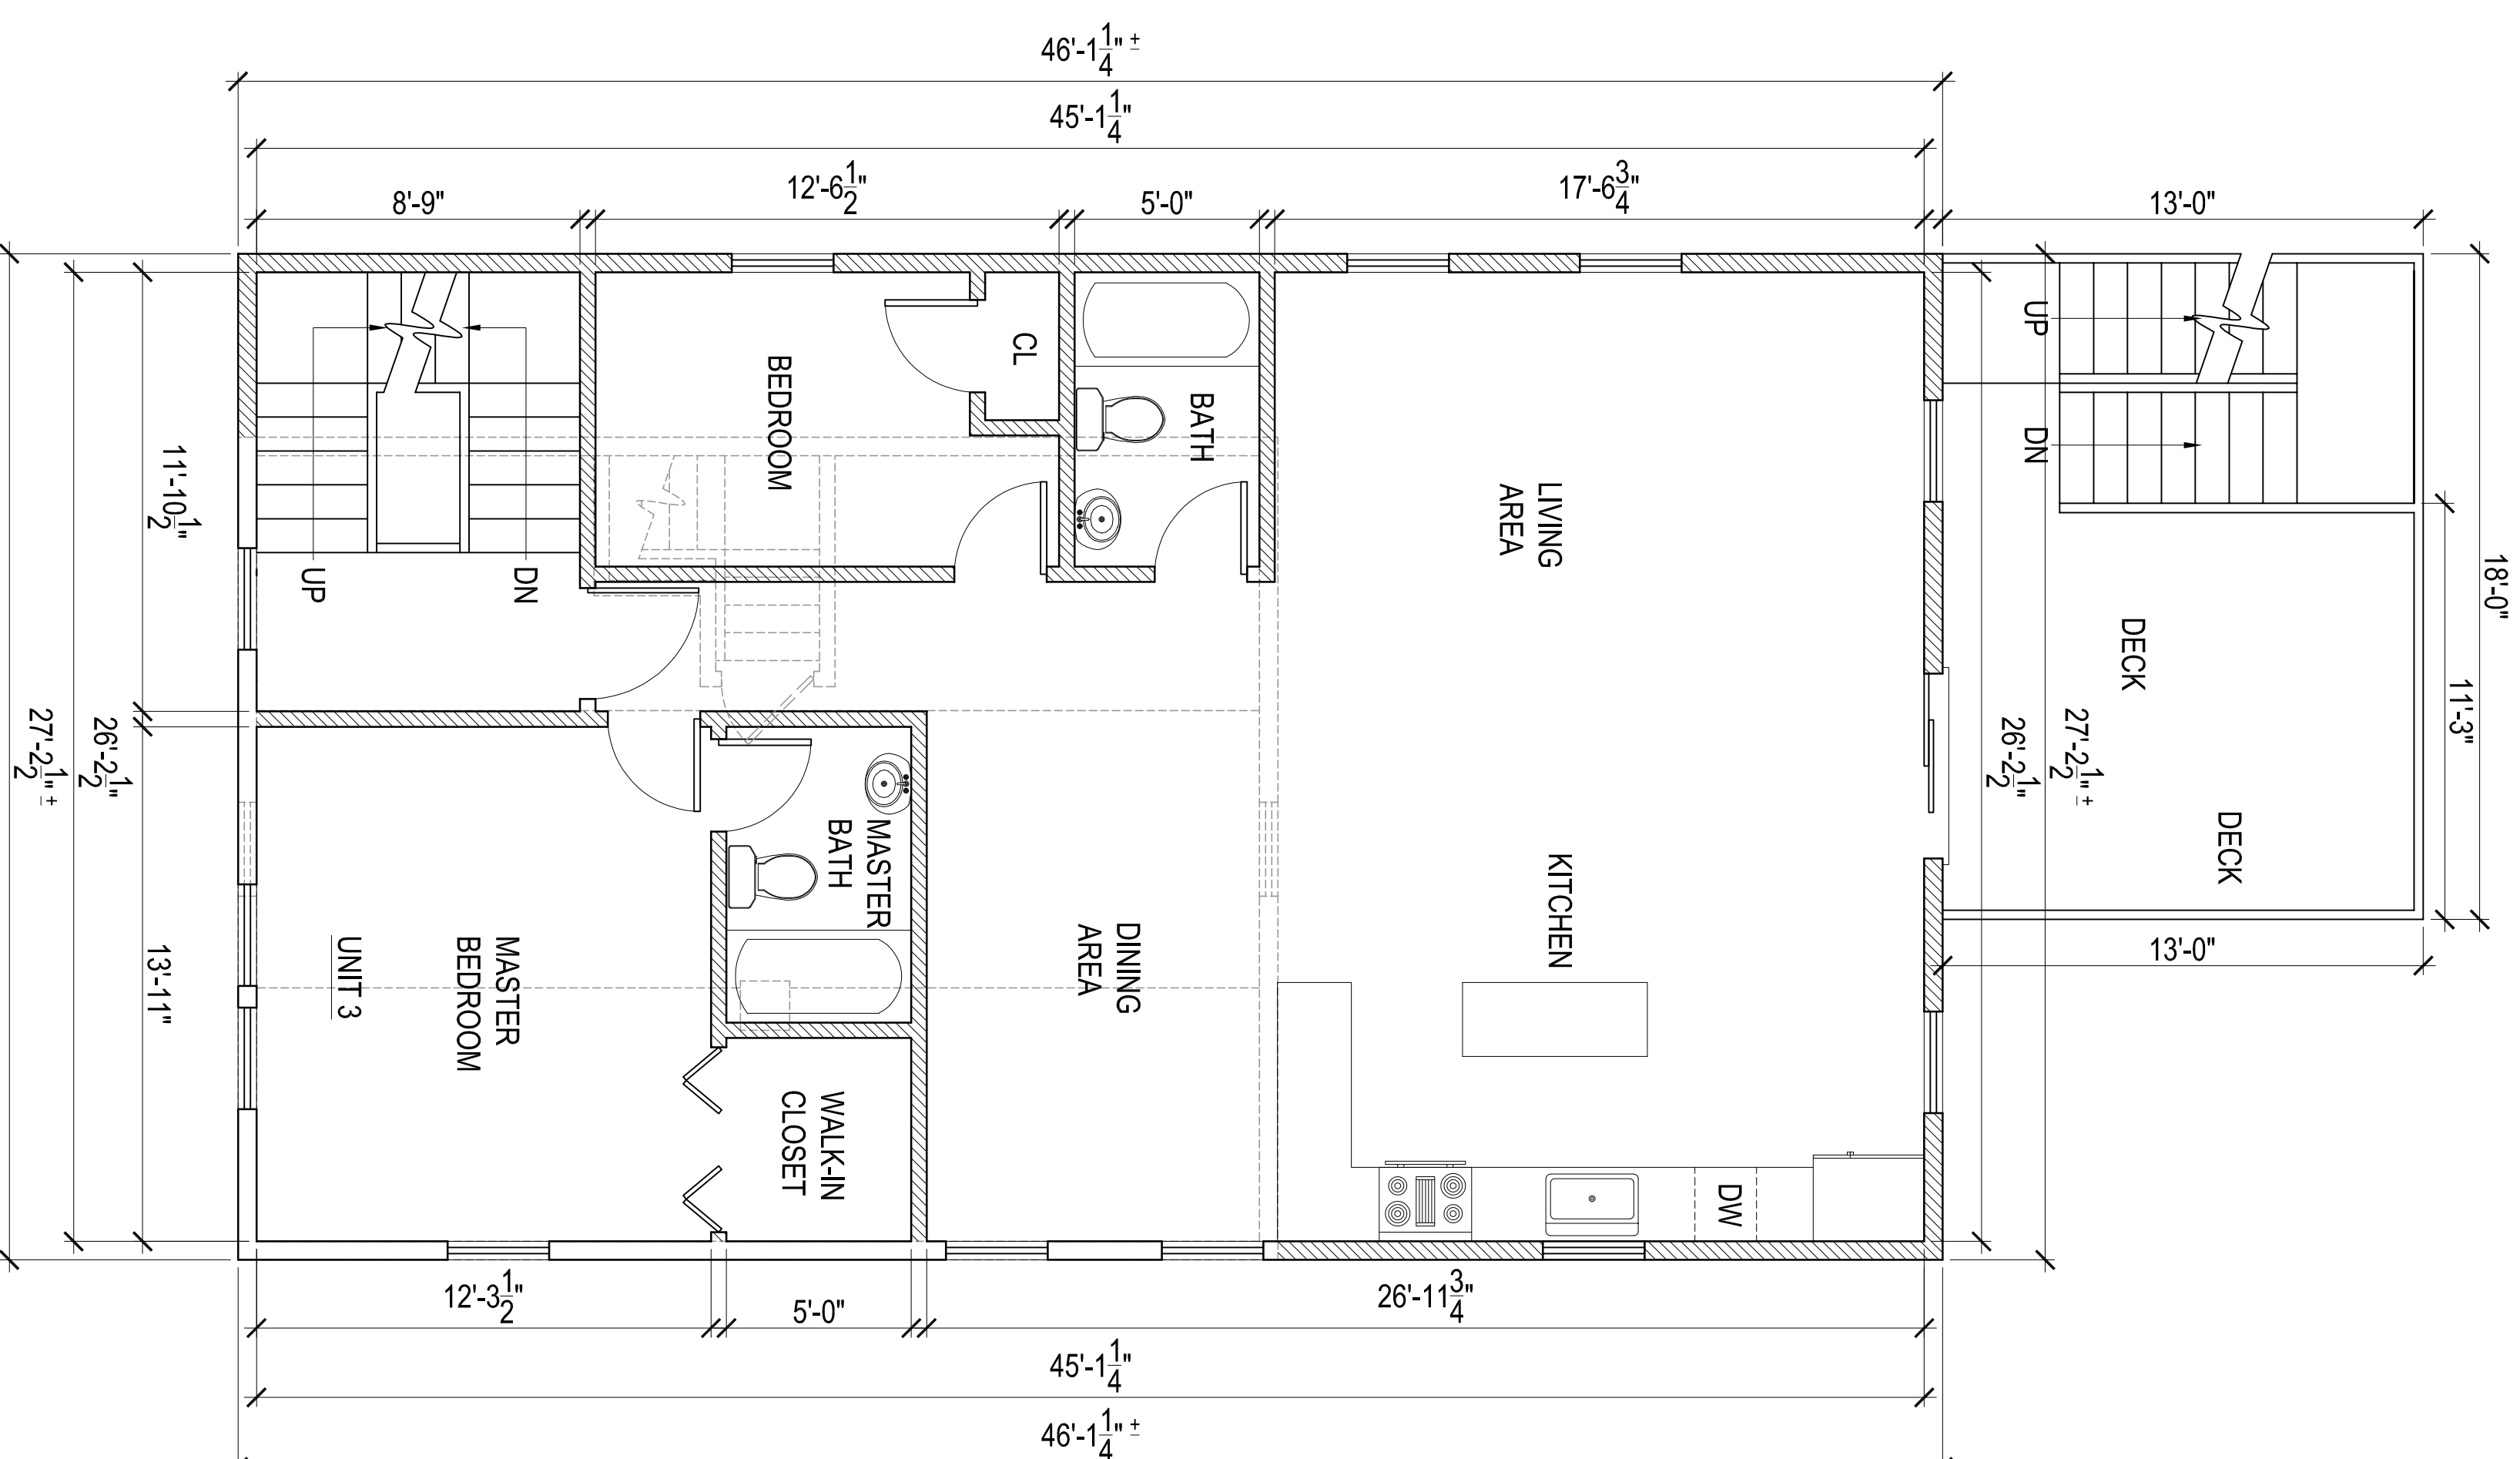 46'-1 1/4" ±
45'-1 1/4"
8'-9"
12'-6 1/2"
5'-0"
17'-6 3/4"
13'-0"
UP
DN
BEDROOM
CL
BATH
LIVING
AREA
UP
DN
DECK
DECK
18'-0"
11'-3"
13'-0"
27'-2 1/2" ±
26'-2 1/2"
11'-10 1/2"
13'-11"
27'-2 1/2" ±
26'-2 1/2"
UNIT 3
MASTER
BEDROOM
MASTER
BATH
WALK-IN
CLOSET
DINING
AREA
KITCHEN
DW
12'-3 1/2"
5'-0"
26'-11 3/4"
45'-1 1/4"
46'-1 1/4" ±